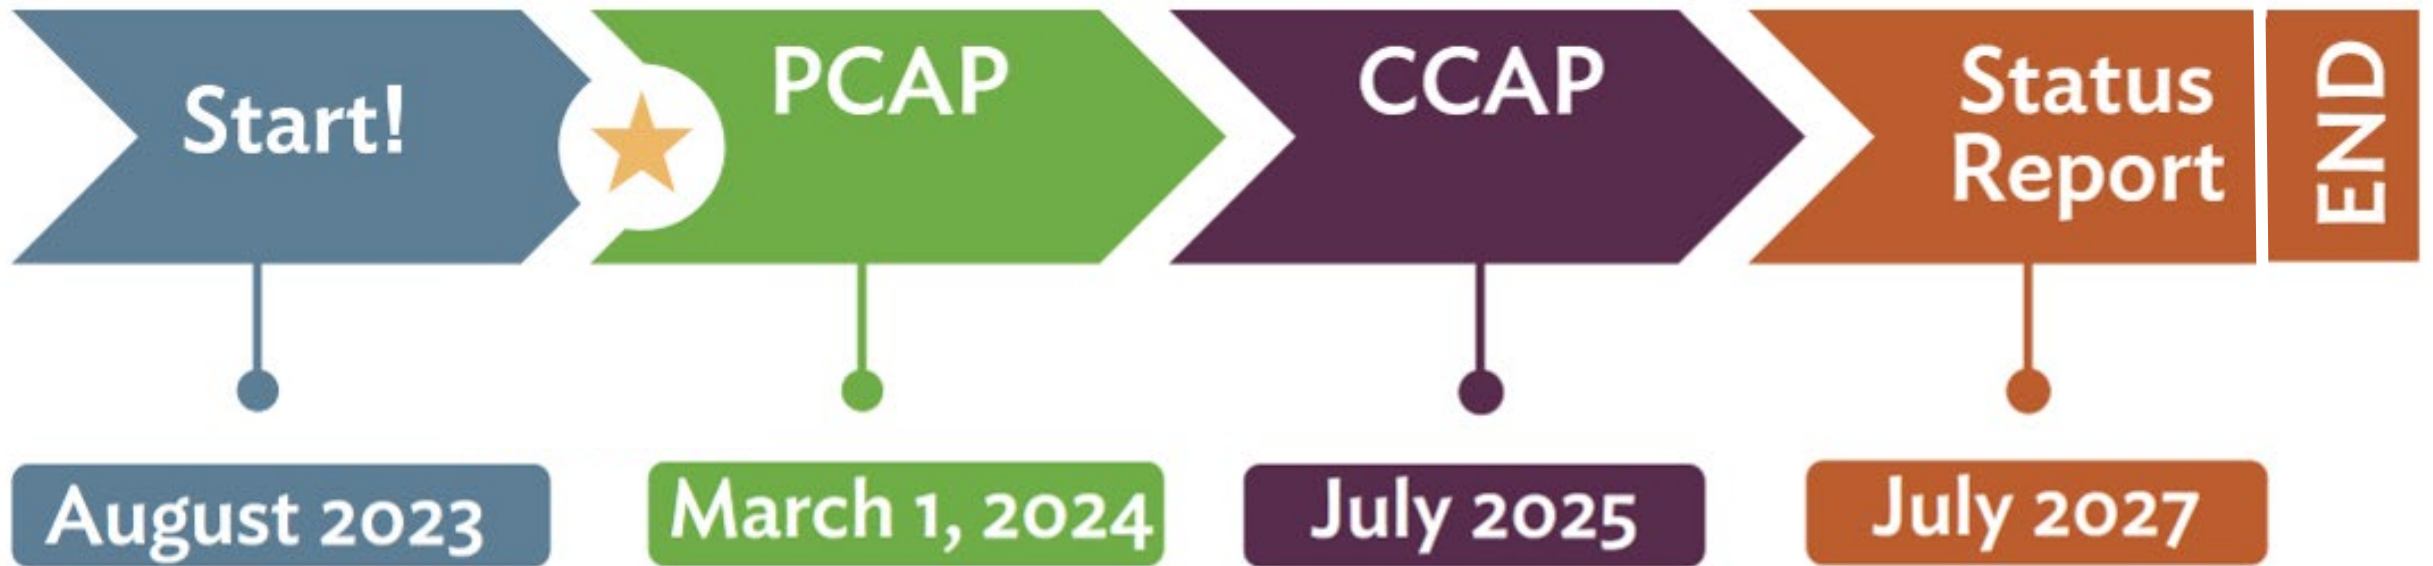 Start!
PCAP
CCAP
Status
Report
END
August 2023
March 1, 2024
July 2025
July 2027